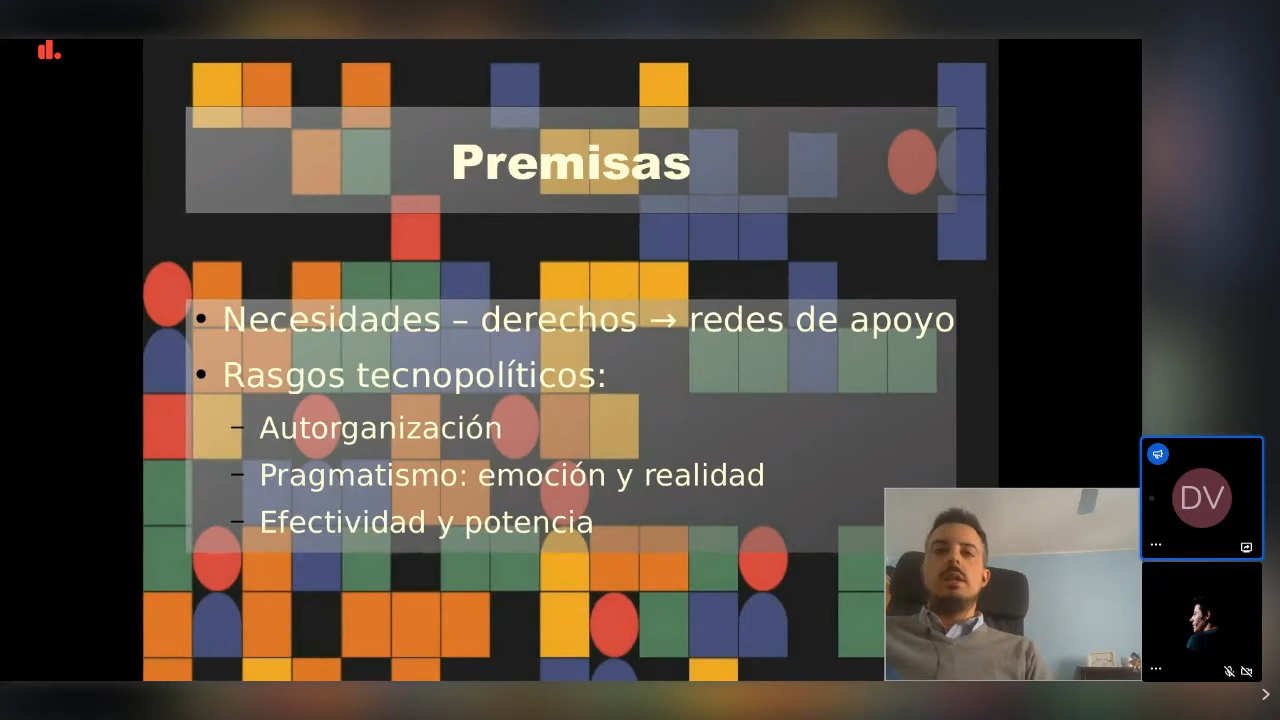 Premisas
• Necesidades – derechos → redes de apoyo
• Rasgos tecnopolíticos:
– Autorganización
– Pragmatismo: emoción y realidad
– Efectividad y potencia
DV